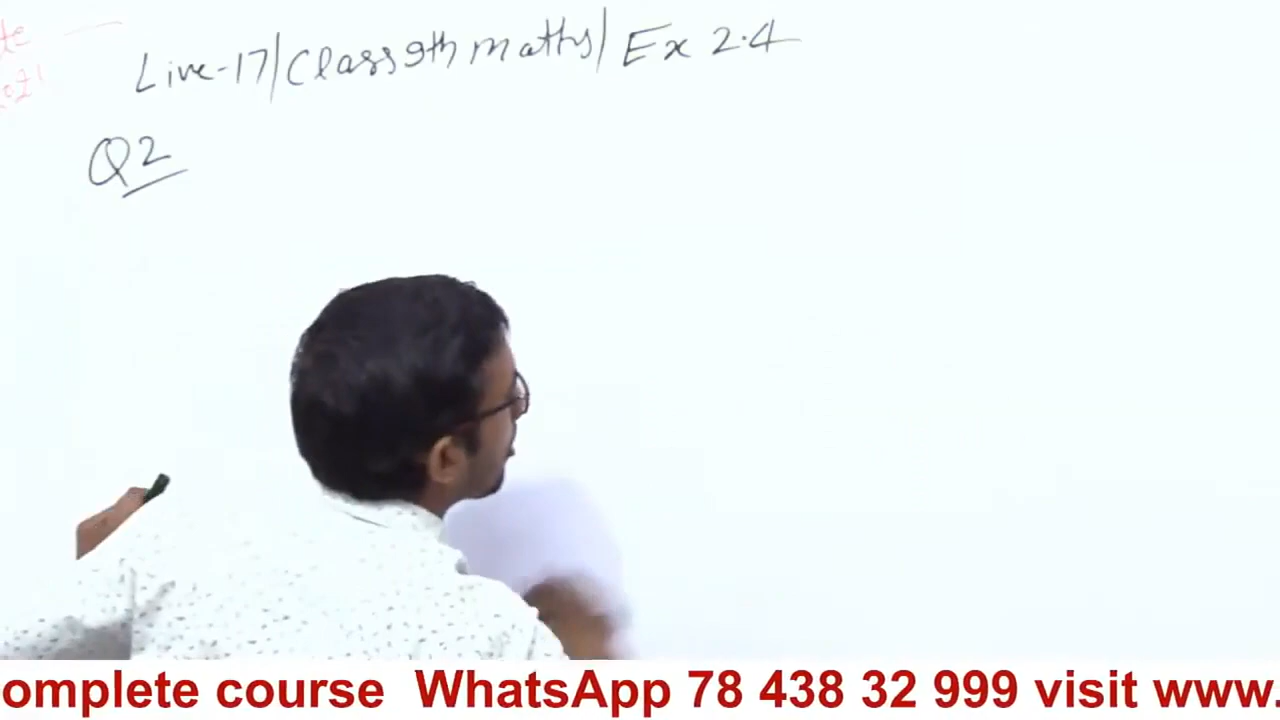 Live-17/Class 9th maths/Ex 2.4
Q2
omplete course WhatsApp 78 438 32 999 visit www.